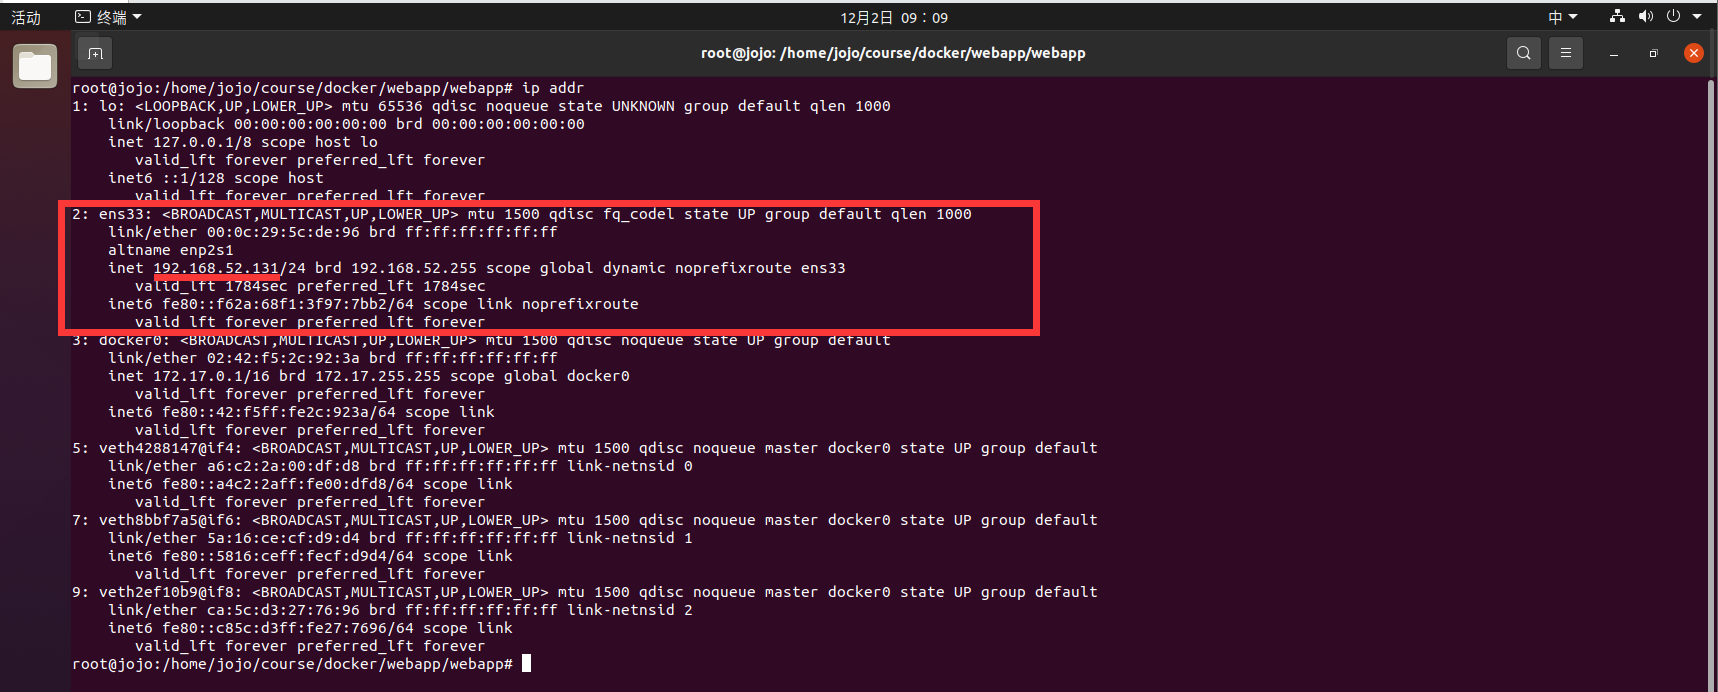 活动
终端
12月2日 09：09
中
root@jojo: /home/jojo/course/docker/webapp/webapp
root@jojo:/home/jojo/course/docker/webapp/webapp# ip addr
1: lo: <LOOPBACK,UP,LOWER_UP> mtu 65536 qdisc noqueue state UNKNOWN group default qlen 1000
link/loopback 00:00:00:00:00:00 brd 00:00:00:00:00:00
inet 127.0.0.1/8 scope host lo
valid_lft forever preferred_lft forever
inet6 ::1/128 scope host
valid_lft forever preferred_lft forever
2: ens33: <BROADCAST,MULTICAST,UP,LOWER_UP> mtu 1500 qdisc fq_codel state UP group default qlen 1000
link/ether 00:0c:29:5c:de:96 brd ff:ff:ff:ff:ff:ff
altname enp2s1
inet 192.168.52.131/24 brd 192.168.52.255 scope global dynamic noprefixroute ens33
valid_lft 1784sec preferred_lft 1784sec
inet6 fe80::f62a:68f1:3f97:7bb2/64 scope link noprefixroute
valid_lft forever preferred_lft forever
3: docker0: <BROADCAST,MULTICAST,UP,LOWER_UP> mtu 1500 qdisc noqueue state UP group default
link/ether 02:42:f5:2c:92:3a brd ff:ff:ff:ff:ff:ff
inet 172.17.0.1/16 brd 172.17.255.255 scope global docker0
valid_lft forever preferred_lft forever
inet6 fe80::42:f5ff:fe2c:923a/64 scope link
valid_lft forever preferred_lft forever
5: veth4288147@if4: <BROADCAST,MULTICAST,UP,LOWER_UP> mtu 1500 qdisc noqueue master docker0 state UP group default
link/ether a6:c2:2a:00:df:d8 brd ff:ff:ff:ff:ff:ff link-netnsid 0
inet6 fe80::a4c2:2aff:fe00:dfd8/64 scope link
valid_lft forever preferred_lft forever
7: veth8bbf7a5@if6: <BROADCAST,MULTICAST,UP,LOWER_UP> mtu 1500 qdisc noqueue master docker0 state UP group default
link/ether 5a:16:ce:cf:d9:d4 brd ff:ff:ff:ff:ff:ff link-netnsid 1
inet6 fe80::5816:ceff:fecf:d9d4/64 scope link
valid_lft forever preferred_lft forever
9: veth2ef10b9@if8: <BROADCAST,MULTICAST,UP,LOWER_UP> mtu 1500 qdisc noqueue master docker0 state UP group default
link/ether ca:5c:d3:27:76:96 brd ff:ff:ff:ff:ff:ff link-netnsid 2
inet6 fe80::c85c:d3ff:fe27:7696/64 scope link
valid_lft forever preferred_lft forever
root@jojo:/home/jojo/course/docker/webapp/webapp#